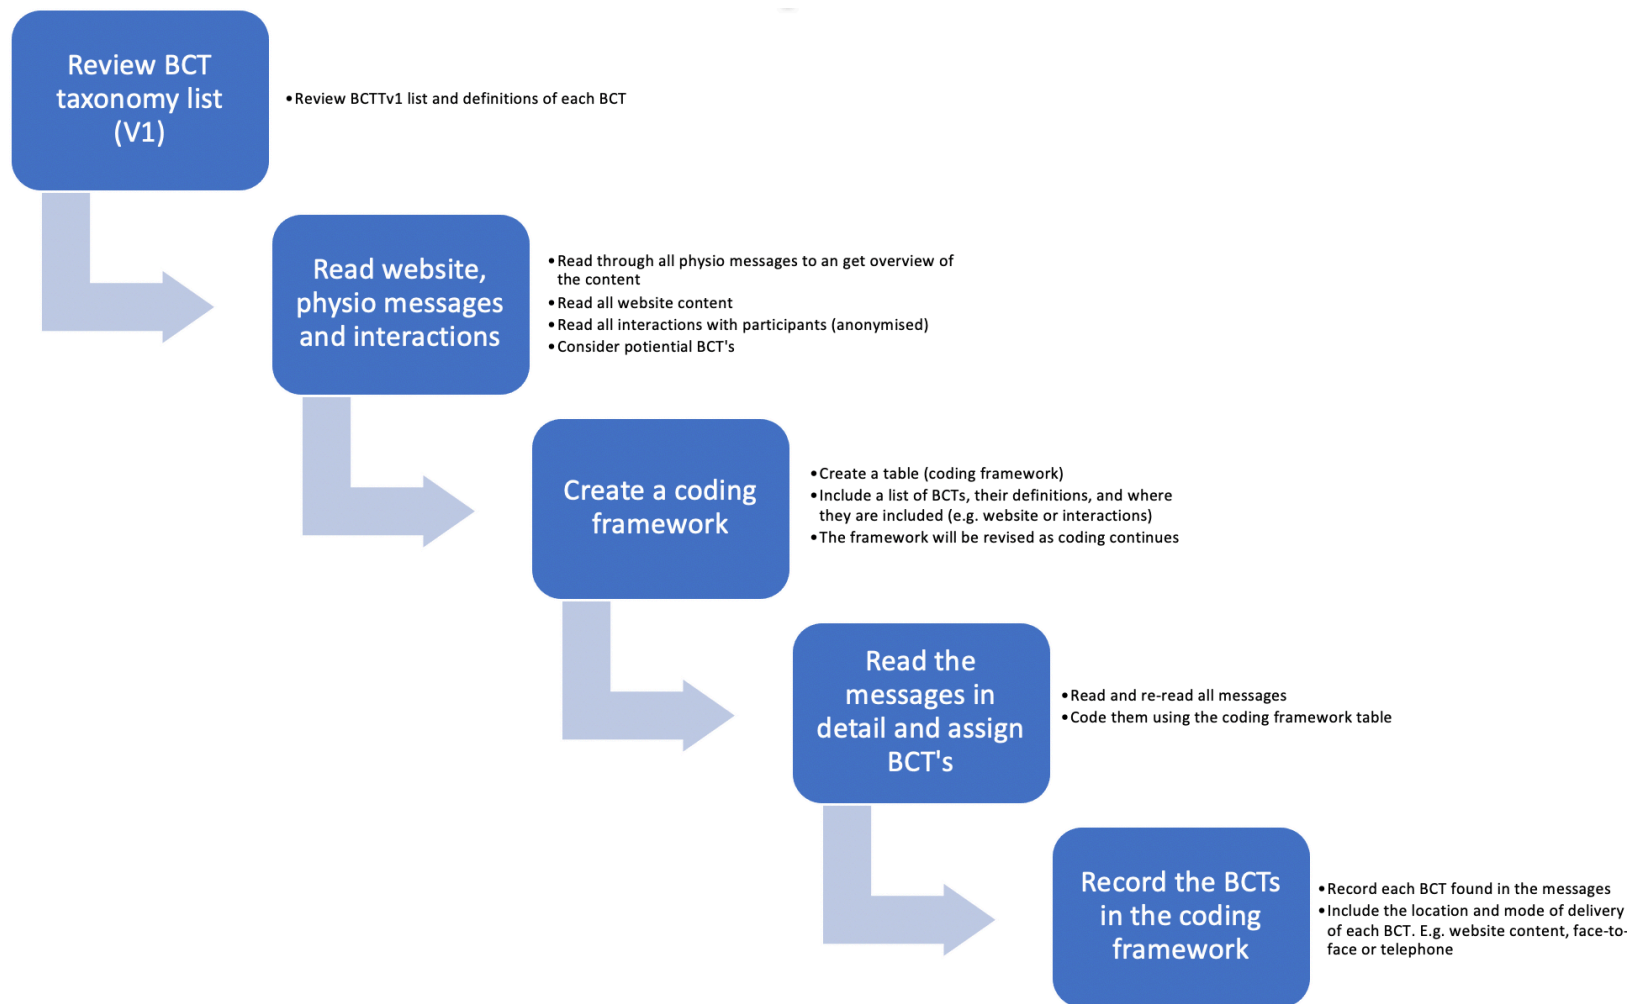 Review BCT
taxonomy list
(V1)
•Review BCTTv1 list and definitions of each BCT
Read website,
physio messages
and interactions
•Read through all physio messages to an get overview of
the content
•Read all website content
•Read all interactions with participants (anonymised)
•Consider potiential BCT's
Create a coding
framework
•Create a table (coding framework)
•Include a list of BCTs, their definitions, and where
they are included (e.g. website or interactions)
•The framework will be revised as coding continues
Read the
messages in
detail and assign
BCT's
•Read and re-read all messages
•Code them using the coding framework table
Record the BCTs
in the coding
framework
•Record each BCT found in the messages
•Include the location and mode of delivery
of each BCT. E.g. website content, face-to-
face or telephone